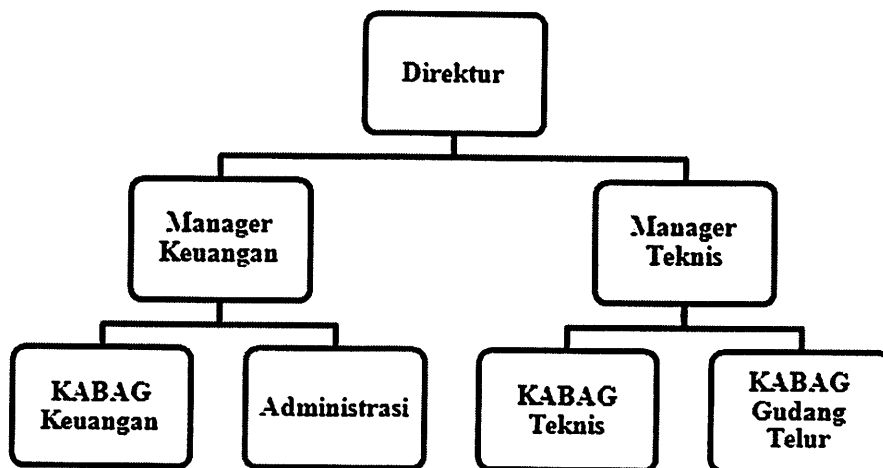 Direktur
Manager
Keuangan
Manager
Teknis
KABAG
Keuangan
Administrasi
KABAG
Teknis
KABAG
Gudang
Telur